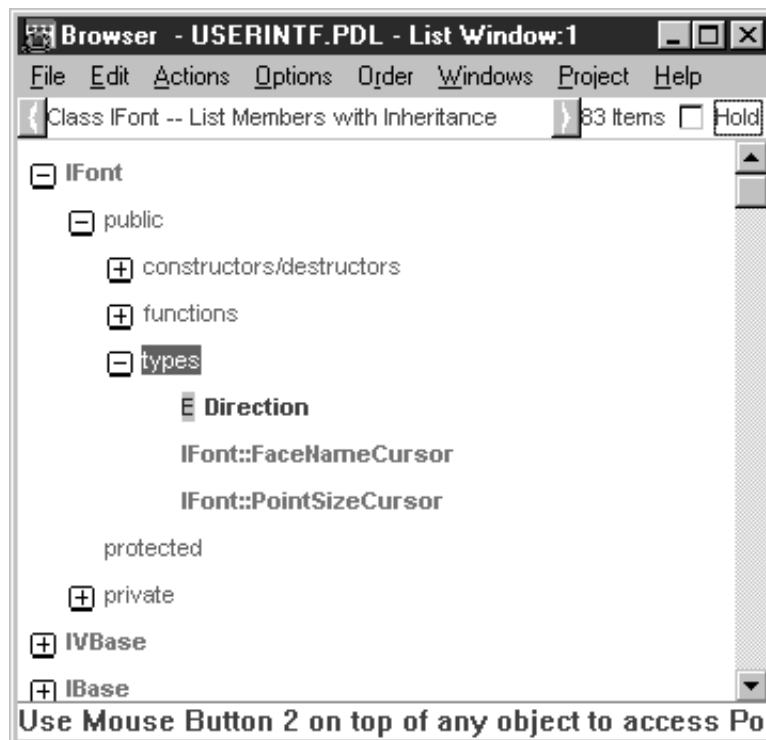 Browser - USERINTF.PDL - List Window:1
File Edit Actions Options Order Windows Project Help
Class IFont -- List Members with Inheritance 83 Items Hold
IFont
public
constructors/destructors
functions
types
E Direction
IFont::FaceNameCursor
IFont::PointSizeCursor
protected
private
IVBase
IBase
Use Mouse Button 2 on top of any object to access Po